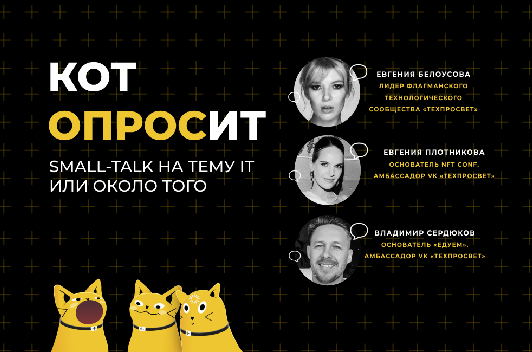 КОТ
ОПРОСИТ
SMALL-TALK НА ТЕМУ IT
ИЛИ ОКОЛО ТОГО
ЕВГЕНИЯ БЕЛОУСОВА
ЛИДЕР ФЛАГМАНСКОГО
ТЕХНОЛОГИЧЕСКОГО
СООБЩЕСТВА «ТЕХПРОСВЕТ»
ЕВГЕНИЯ ПЛОТНИКОВА
ОСНОВАТЕЛЬ NFT CONF,
АМБАССАДОР VK «ТЕХПРОСВЕТ»
ВЛАДИМИР СЕРДЮКОВ
ОСНОВАТЕЛЬ «ЕДУЕМ»,
АМБАССАДОР VK «ТЕХПРОСВЕТ»